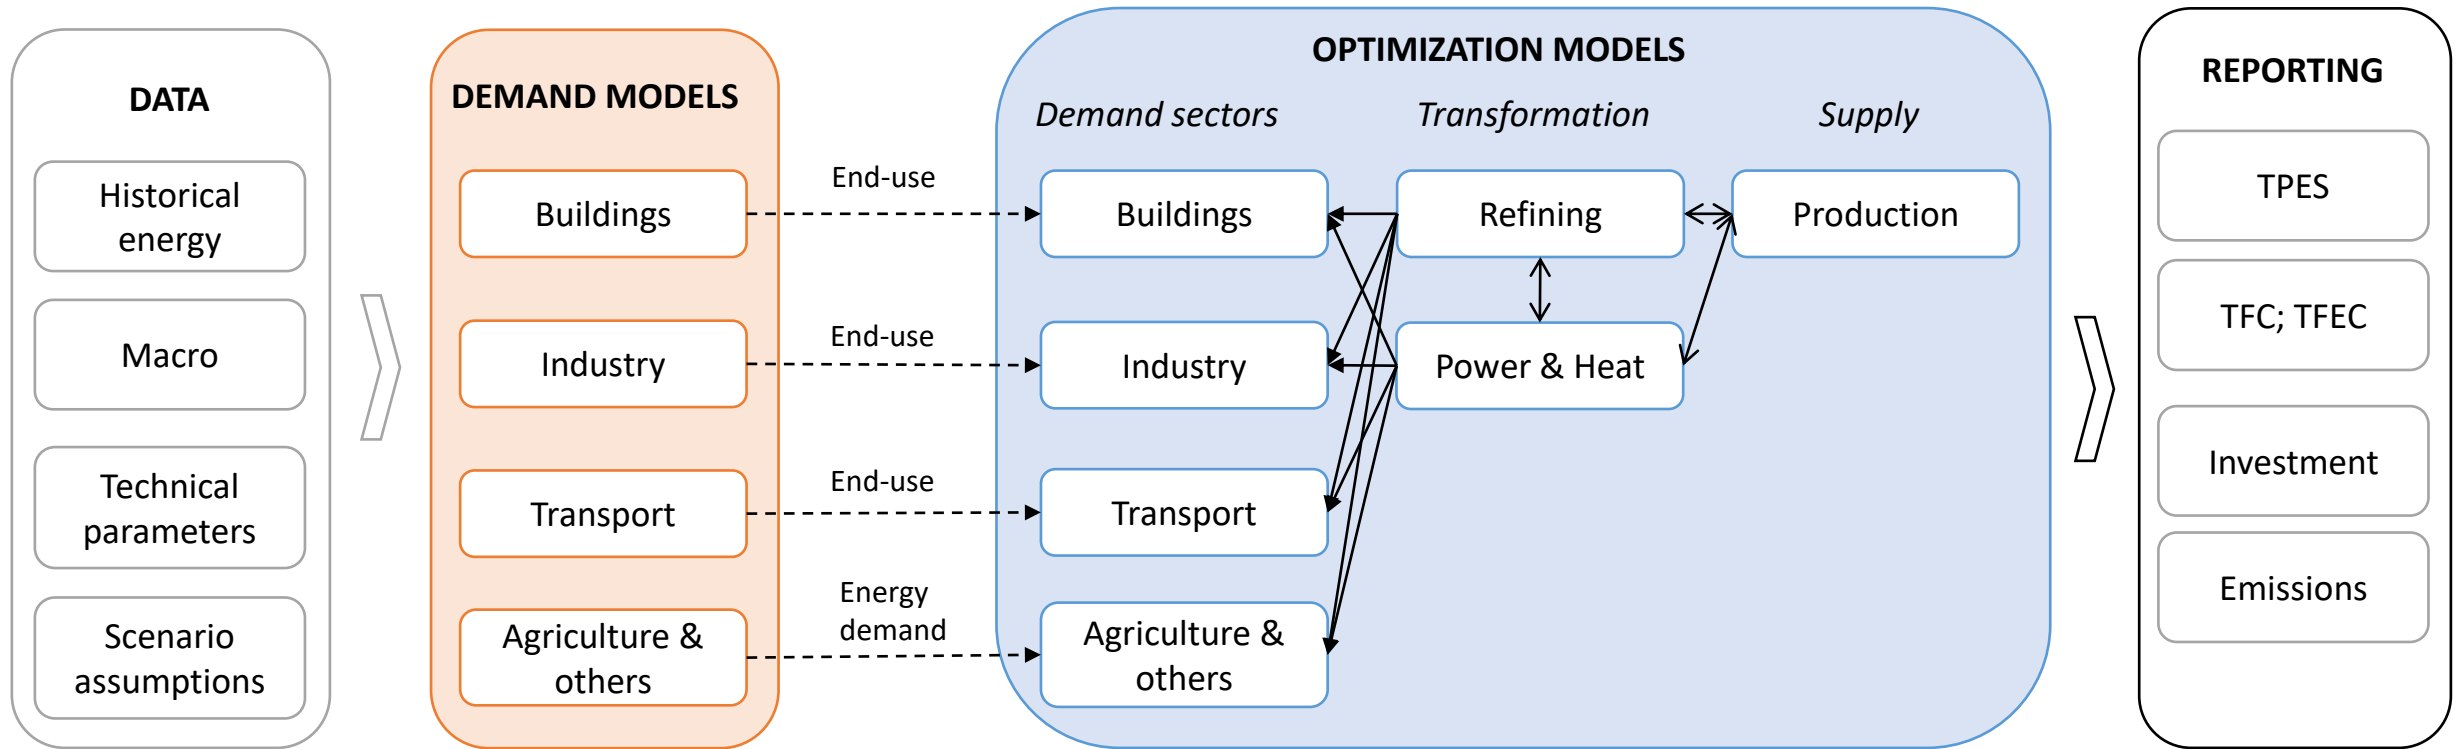 DATA
Historical
energy
Macro
Technical
parameters
Scenario
assumptions
DEMAND MODELS
Buildings
Industry
Transport
Agriculture &
others
End-use
End-use
End-use
Energy
demand
OPTIMIZATION MODELS
Demand sectors
Transformation
Supply
Buildings
Refining
Production
Industry
Power & Heat
Transport
Agriculture &
others
REPORTING
TPES
TFC; TFEC
Investment
Emissions